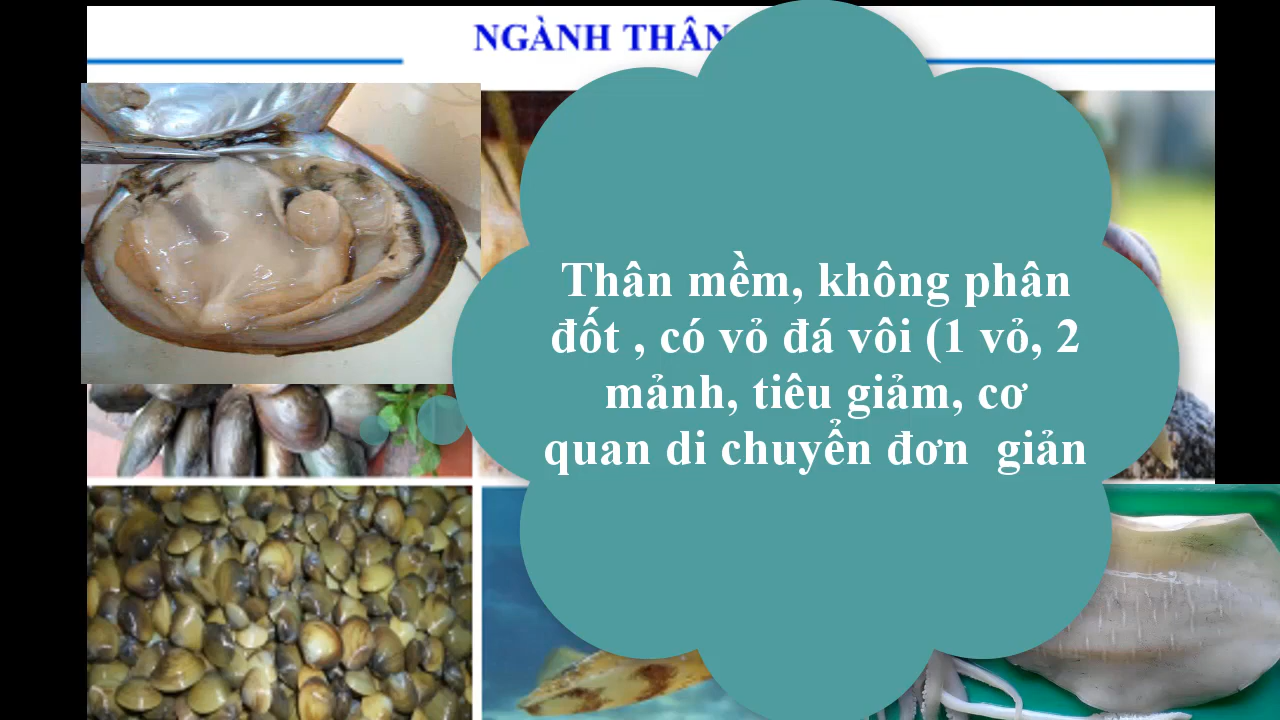 NGÀNH THÂN
Thân mềm, không phân
đốt , có vỏ đá vôi (1 vỏ, 2
mảnh, tiêu giảm, cơ
quan di chuyển đơn  giản